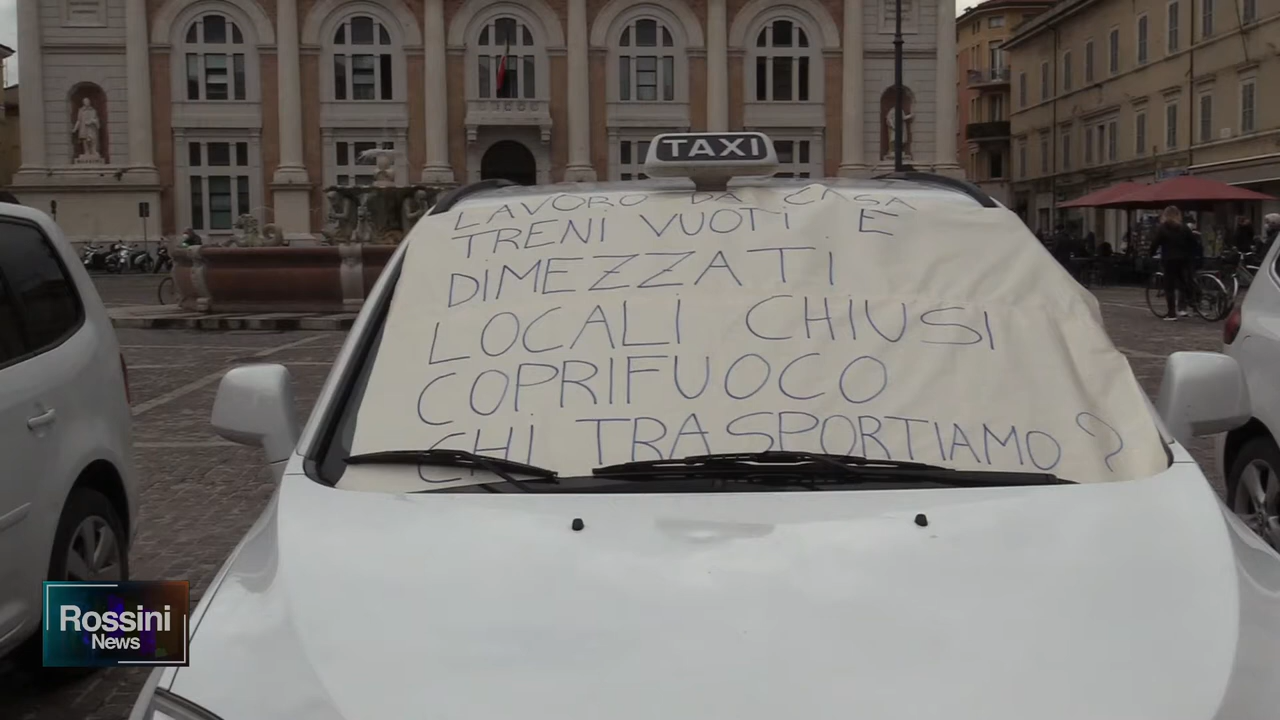 TAXI
LAVORO DA CASA
TRENI VUOTI E
DIMEZZATI
LOCALI CHIUSI
COPRIFUOCO
CHI TRASPORTIAMO ?
Rossini
News